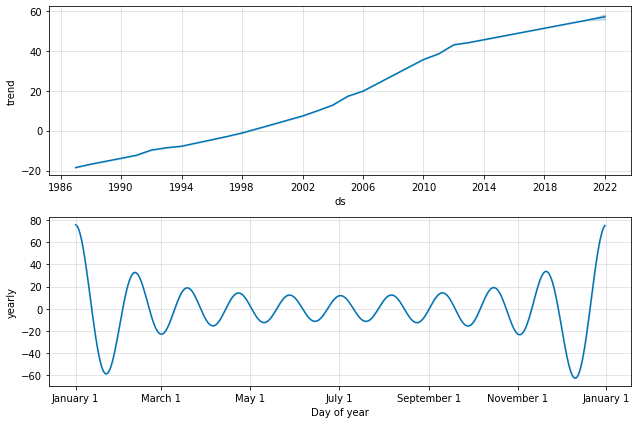 60
40
20
0
−20
trend
1986 1990 1994 1998 2002 2006 2010 2014 2018 2022
ds
80
60
40
20
0
−20
−40
−60
yearly
January 1 March 1 May 1 July 1 September 1 November 1 January 1
Day of year